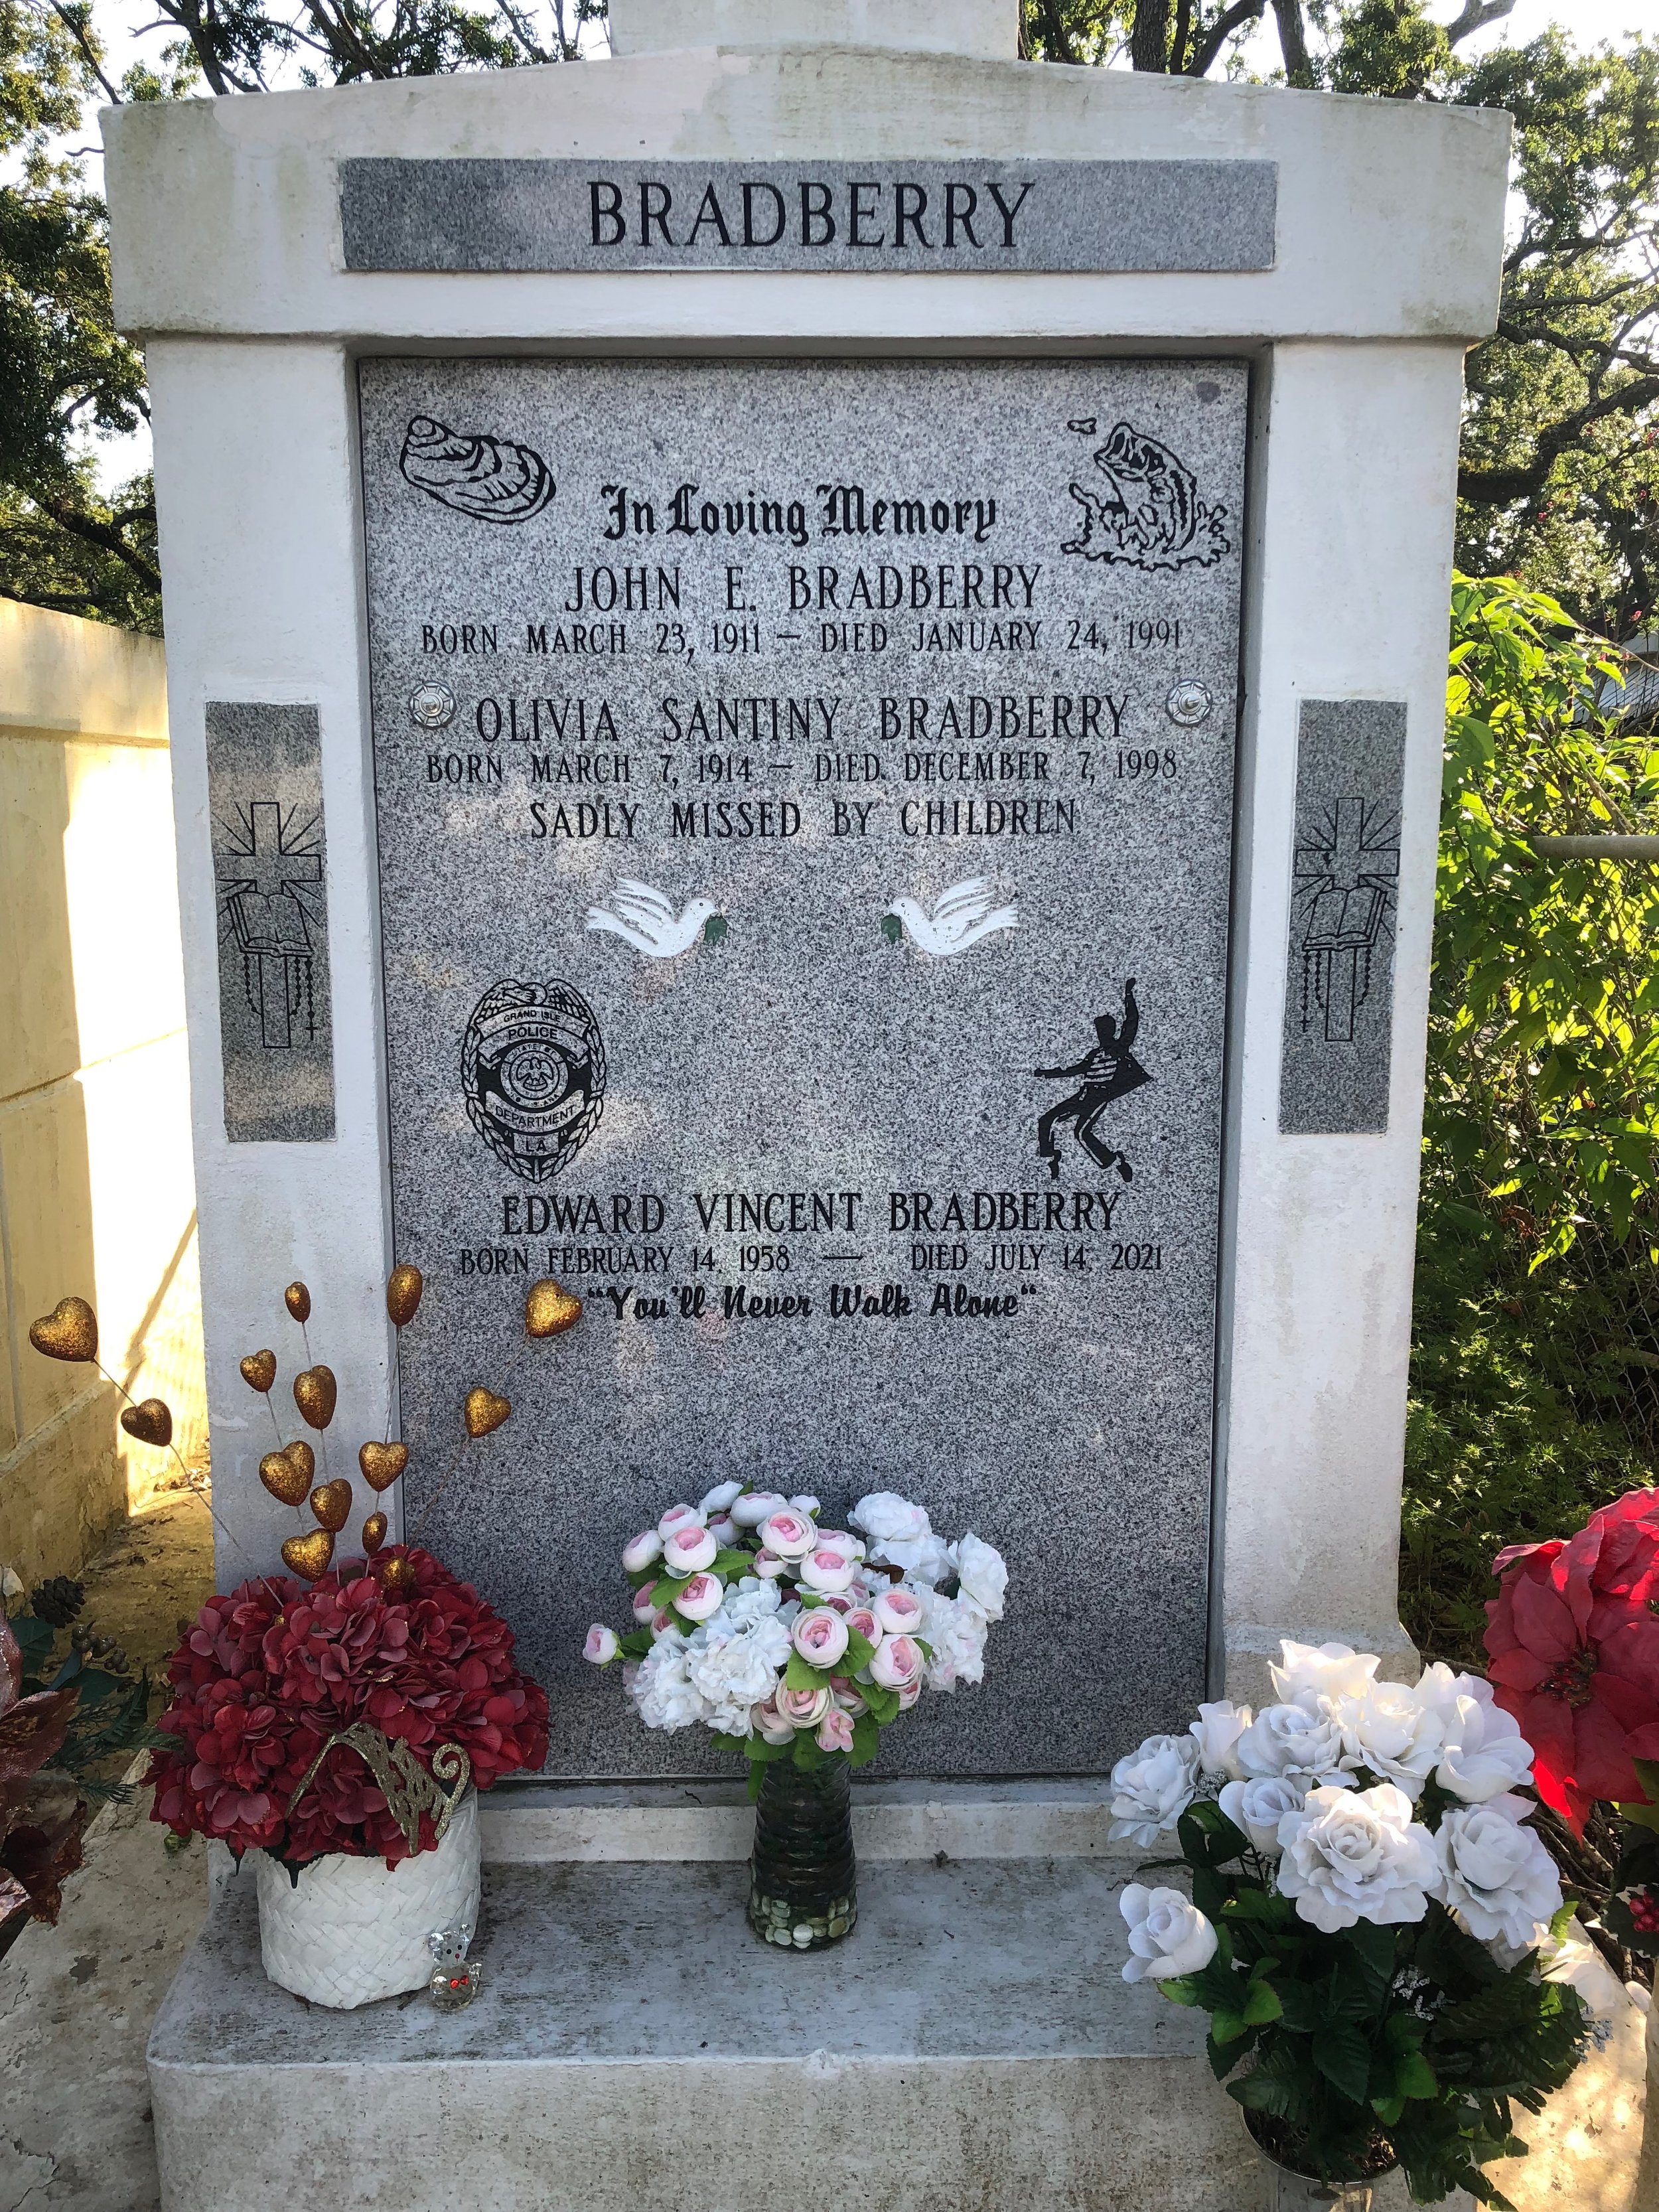 BRADBERRY
In Loving Memory
JOHN E. BRADBERRY
BORN MARCH 23, 1911 — DIED JANUARY 24, 1991
OLIVIA SANTINY BRADBERRY
BORN MARCH 7, 1914 — DIED DECEMBER 7, 1998
SADLY MISSED BY CHILDREN
GRAND ISLE
POLICE
DEPARTMENT
LA
EDWARD VINCENT BRADBERRY
BORN FEBRUARY 14, 1958 — DIED JULY 14, 2021
"You'll Never Walk Alone"